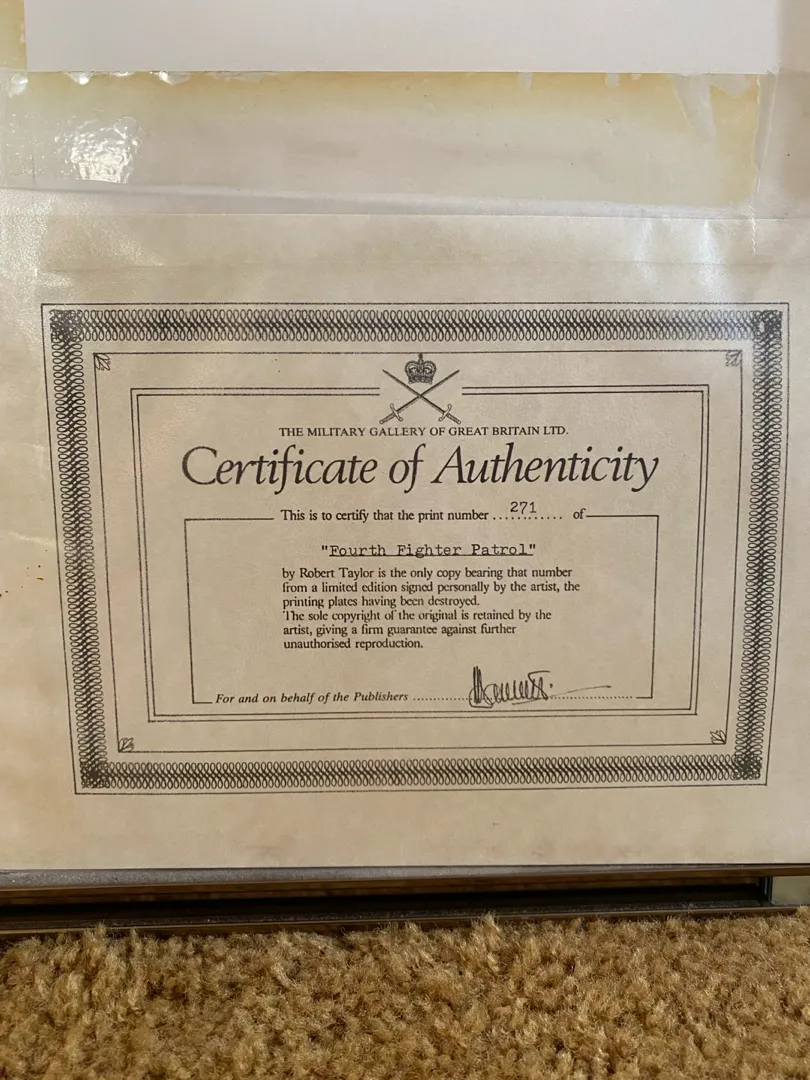 THE MILITARY GALLERY OF GREAT BRITAIN LTD.
Certificate of Authenticity
This is to certify that the print number ....271.... of
"Fourth Fighter Patrol"
by Robert Taylor is the only copy bearing that number
from a limited edition signed personally by the artist, the
printing plates having been destroyed.
The sole copyright of the original is retained by the
artist, giving a firm guarantee against further
unauthorised reproduction.
For and on behalf of the Publishers